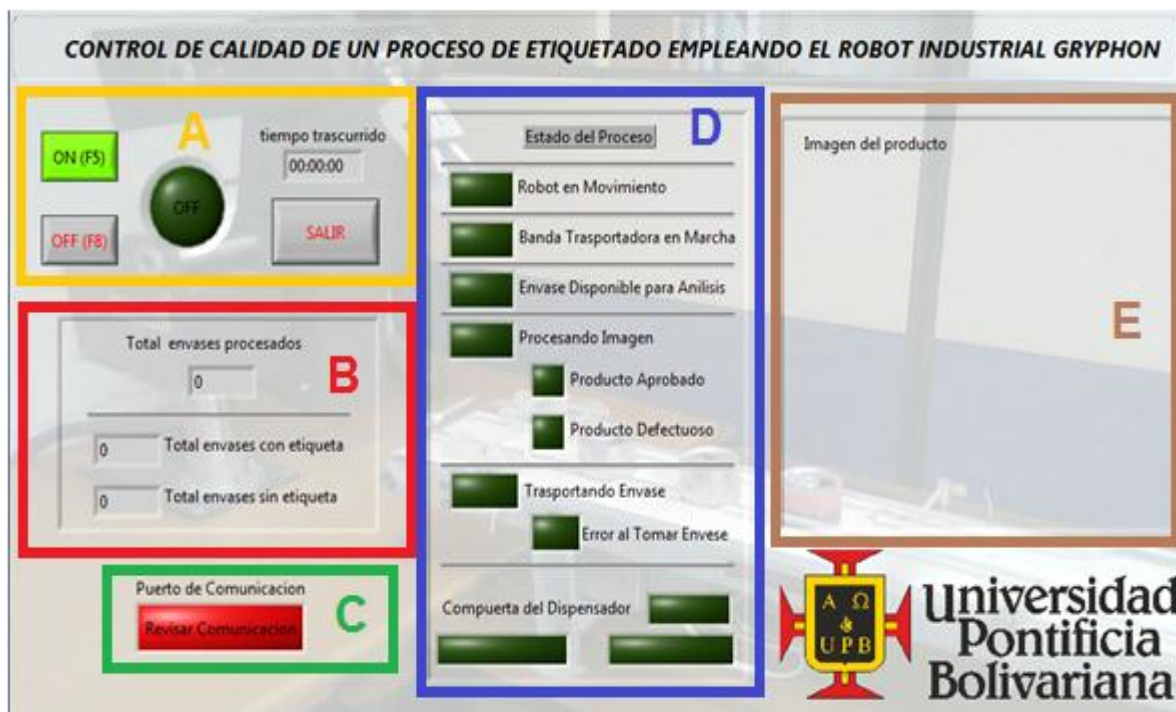 CONTROL DE CALIDAD DE UN PROCESO DE ETIQUETADO EMPLEANDO EL ROBOT INDUSTRIAL GRYPHON
A
ON (F5)
OFF
tiempo trascurrido
00:00:00
OFF (F8)
SALIR
B
Total envases procesados
0
0 Total envases con etiqueta
0 Total envases sin etiqueta
C
Puerto de Comunicacion
Revisar Comunicacion
D
Estado del Proceso
Robot en Movimiento
Banda Trasportadora en Marcha
Envase Disponible para Anilisis
Procesando Imagen
Producto Aprobado
Producto Defectuoso
Trasportando Envase
Error al Tomar Envese
Compuerta del Dispensador
E
Imagen del producto
A Ω
&
U P B
Universidad
Pontificia
Bolivariana